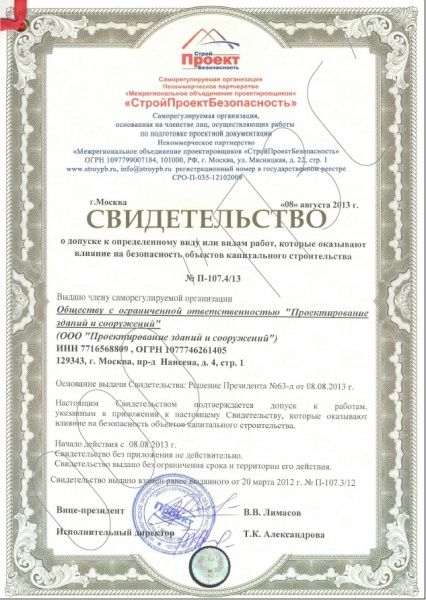 Строй
Проект
Безопасность
Саморегулируемая организация
Некоммерческое партнерства
«Межрегиональное объединение проектировщиков»
«СтройПроектБезопасность»
Саморегулируемая организация,
основанная на членстве лиц, осуществляющих работы
по подготовке проектной документации
Некоммерческое партнерство
«Межрегиональное объединение проектировщиков «СтройПроектБезопасность»
ОГРН 1097799007184, 101000, РФ, г. Москва, ул. Мясницкая, д. 22, стр. 1
www.stroypb.ru, info@stroypb.ru регистрационный номер в государственном реестре
СРО-П-035-12102009
г.Москва «08» августа 2013 г.
СВИДЕТЕЛЬСТВО
о допуске к определенному виду или видам работ, которые оказывают
влияние на безопасность объектов капитального строительства
№ П-107.4/13
Выдано члену саморегулируемой организации
Обществу с ограниченной ответственностью "Проектирование
зданий и сооружений"
(ООО "Проектирование зданий и сооружений")
ИНН 7716568809 , ОГРН 1077746261405
129343, г. Москва, пр-д Нансена, д. 4, стр. 1
Основание выдачи Свидетельства: Решение Президента №63-д от 08.08.2013 г.
Настоящим Свидетельством подтверждается допуск к работам,
указанным в приложении к настоящему Свидетельству, которые оказывают
влияние на безопасность объектов капитального строительства.
Начало действия с 08.08.2013 г.
Свидетельство без приложения не действительно.
Свидетельство выдано без ограничения срока и территории его действия.
Свидетельство выдано взамен ранее выданного от 20 марта 2012 г. № П-107.3/12
Вице-президент В.В. Лимасов
Исполнительный директор Т.К. Александрова
Проект